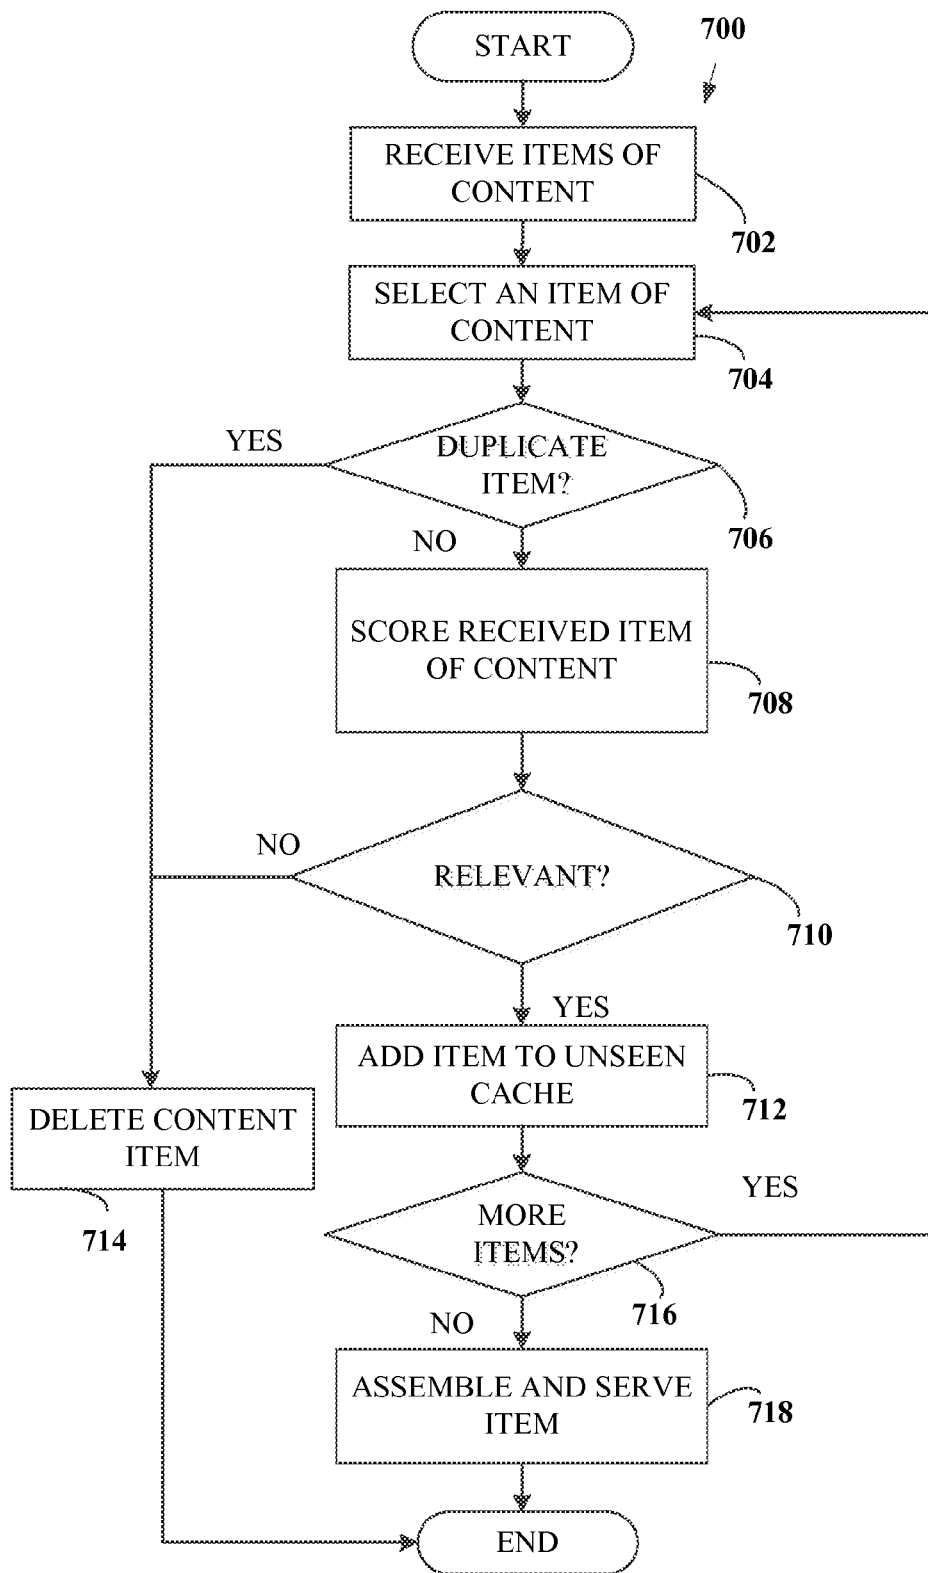 START
700
RECEIVE ITEMS OF
CONTENT
702
SELECT AN ITEM OF
CONTENT
704
YES
DUPLICATE
ITEM?
706
NO
SCORE RECEIVED ITEM
OF CONTENT
708
NO
RELEVANT?
710
YES
ADD ITEM TO UNSEEN
CACHE
712
DELETE CONTENT
ITEM
714
YES
MORE
ITEMS?
716
NO
ASSEMBLE AND SERVE
ITEM
718
END